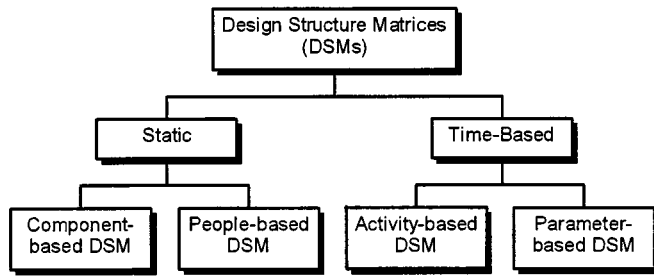 Design Structure Matrices
(DSMs)
Static
Time-Based
Component-
based DSM
People-based
DSM
Activity-based
DSM
Parameter-
based DSM